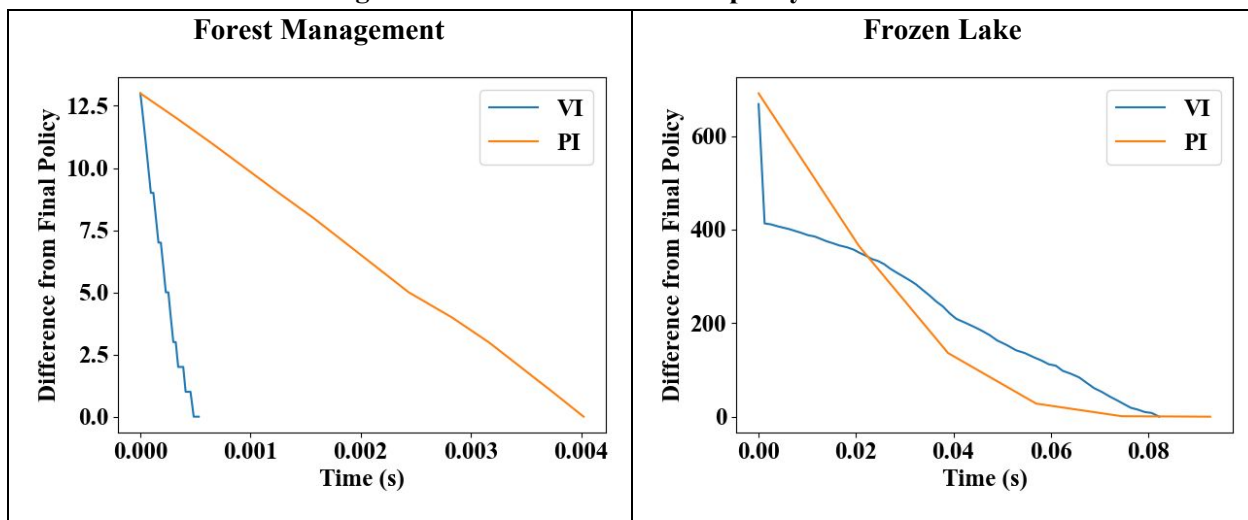 Forest Management
Difference from Final Policy
12.5
10.0
7.5
5.0
2.5
0.0
VI
PI
0.000
0.001
0.002
0.003
0.004
Time (s)
Frozen Lake
Difference from Final Policy
600
400
200
0
VI
PI
0.00
0.02
0.04
0.06
0.08
Time (s)